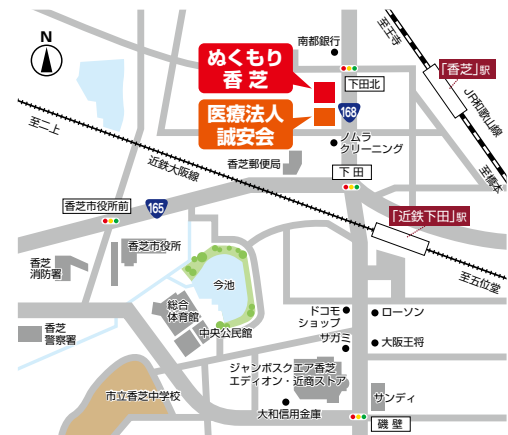 N
南都銀行
至王寺
「香芝」駅
JR和歌山線
至橋本
ぬくもり
香芝
医療法人
誠安会
下田北
168
ノムラ
クリーニング
香芝郵便局
下田
至二上
近鉄大阪線
「近鉄下田」駅
至五位堂
香芝市役所前
165
香芝市役所
香芝
消防署
今池
総合
体育館
中央公民館
香芝
警察署
ドコモ
ショップ
ローソン
サガミ
大阪王将
ジャンボスクエア香芝
エディオン・近商ストア
市立香芝中学校
サンディ
大和信用金庫
磯壁